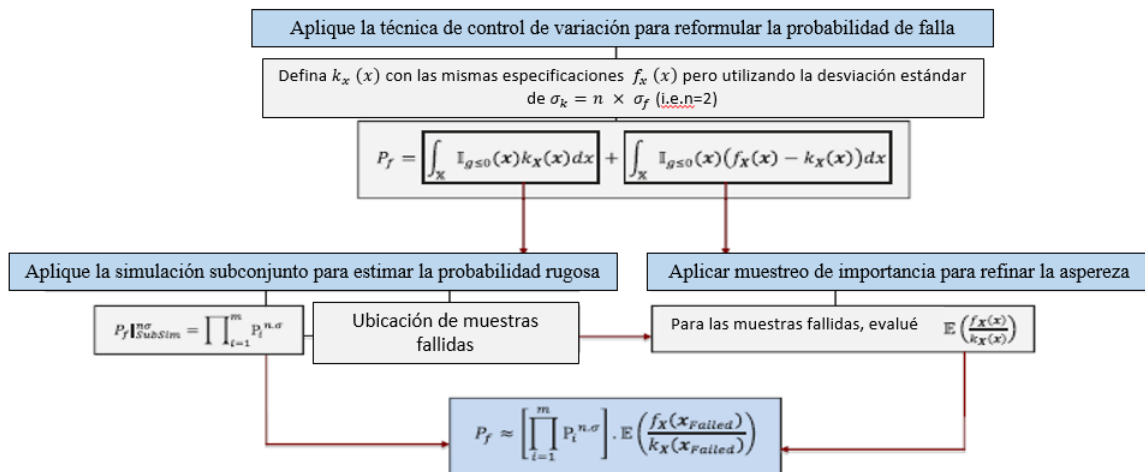 Aplique la técnica de control de variación para reformular la probabilidad de falla
Defina k_x (x) con las mismas especificaciones f_x (x) pero utilizando la desviación estándar
de σ_k = n × σ_f (i.e.n=2)
P_f = ∫_𝕏 𝕀_{g≤0}(x)k_X(x)dx + ∫_𝕏 𝕀_{g≤0}(x)(f_X(x) − k_X(x))dx
Aplique la simulación subconjunto para estimar la probabilidad rugosa
Aplicar muestreo de importancia para refinar la aspereza
P_f|^{nσ}_{SubSim} = ∏_{i=1}^{m} P_i^{n.σ}
Ubicación de muestras
fallidas
Para las muestras fallidas, evalué 𝔼(f_X(x)/k_X(x))
P_f ≈ [∏_{i=1}^{m} P_i^{n.σ}] . 𝔼(f_X(x_{Failed})/k_X(x_{Failed}))